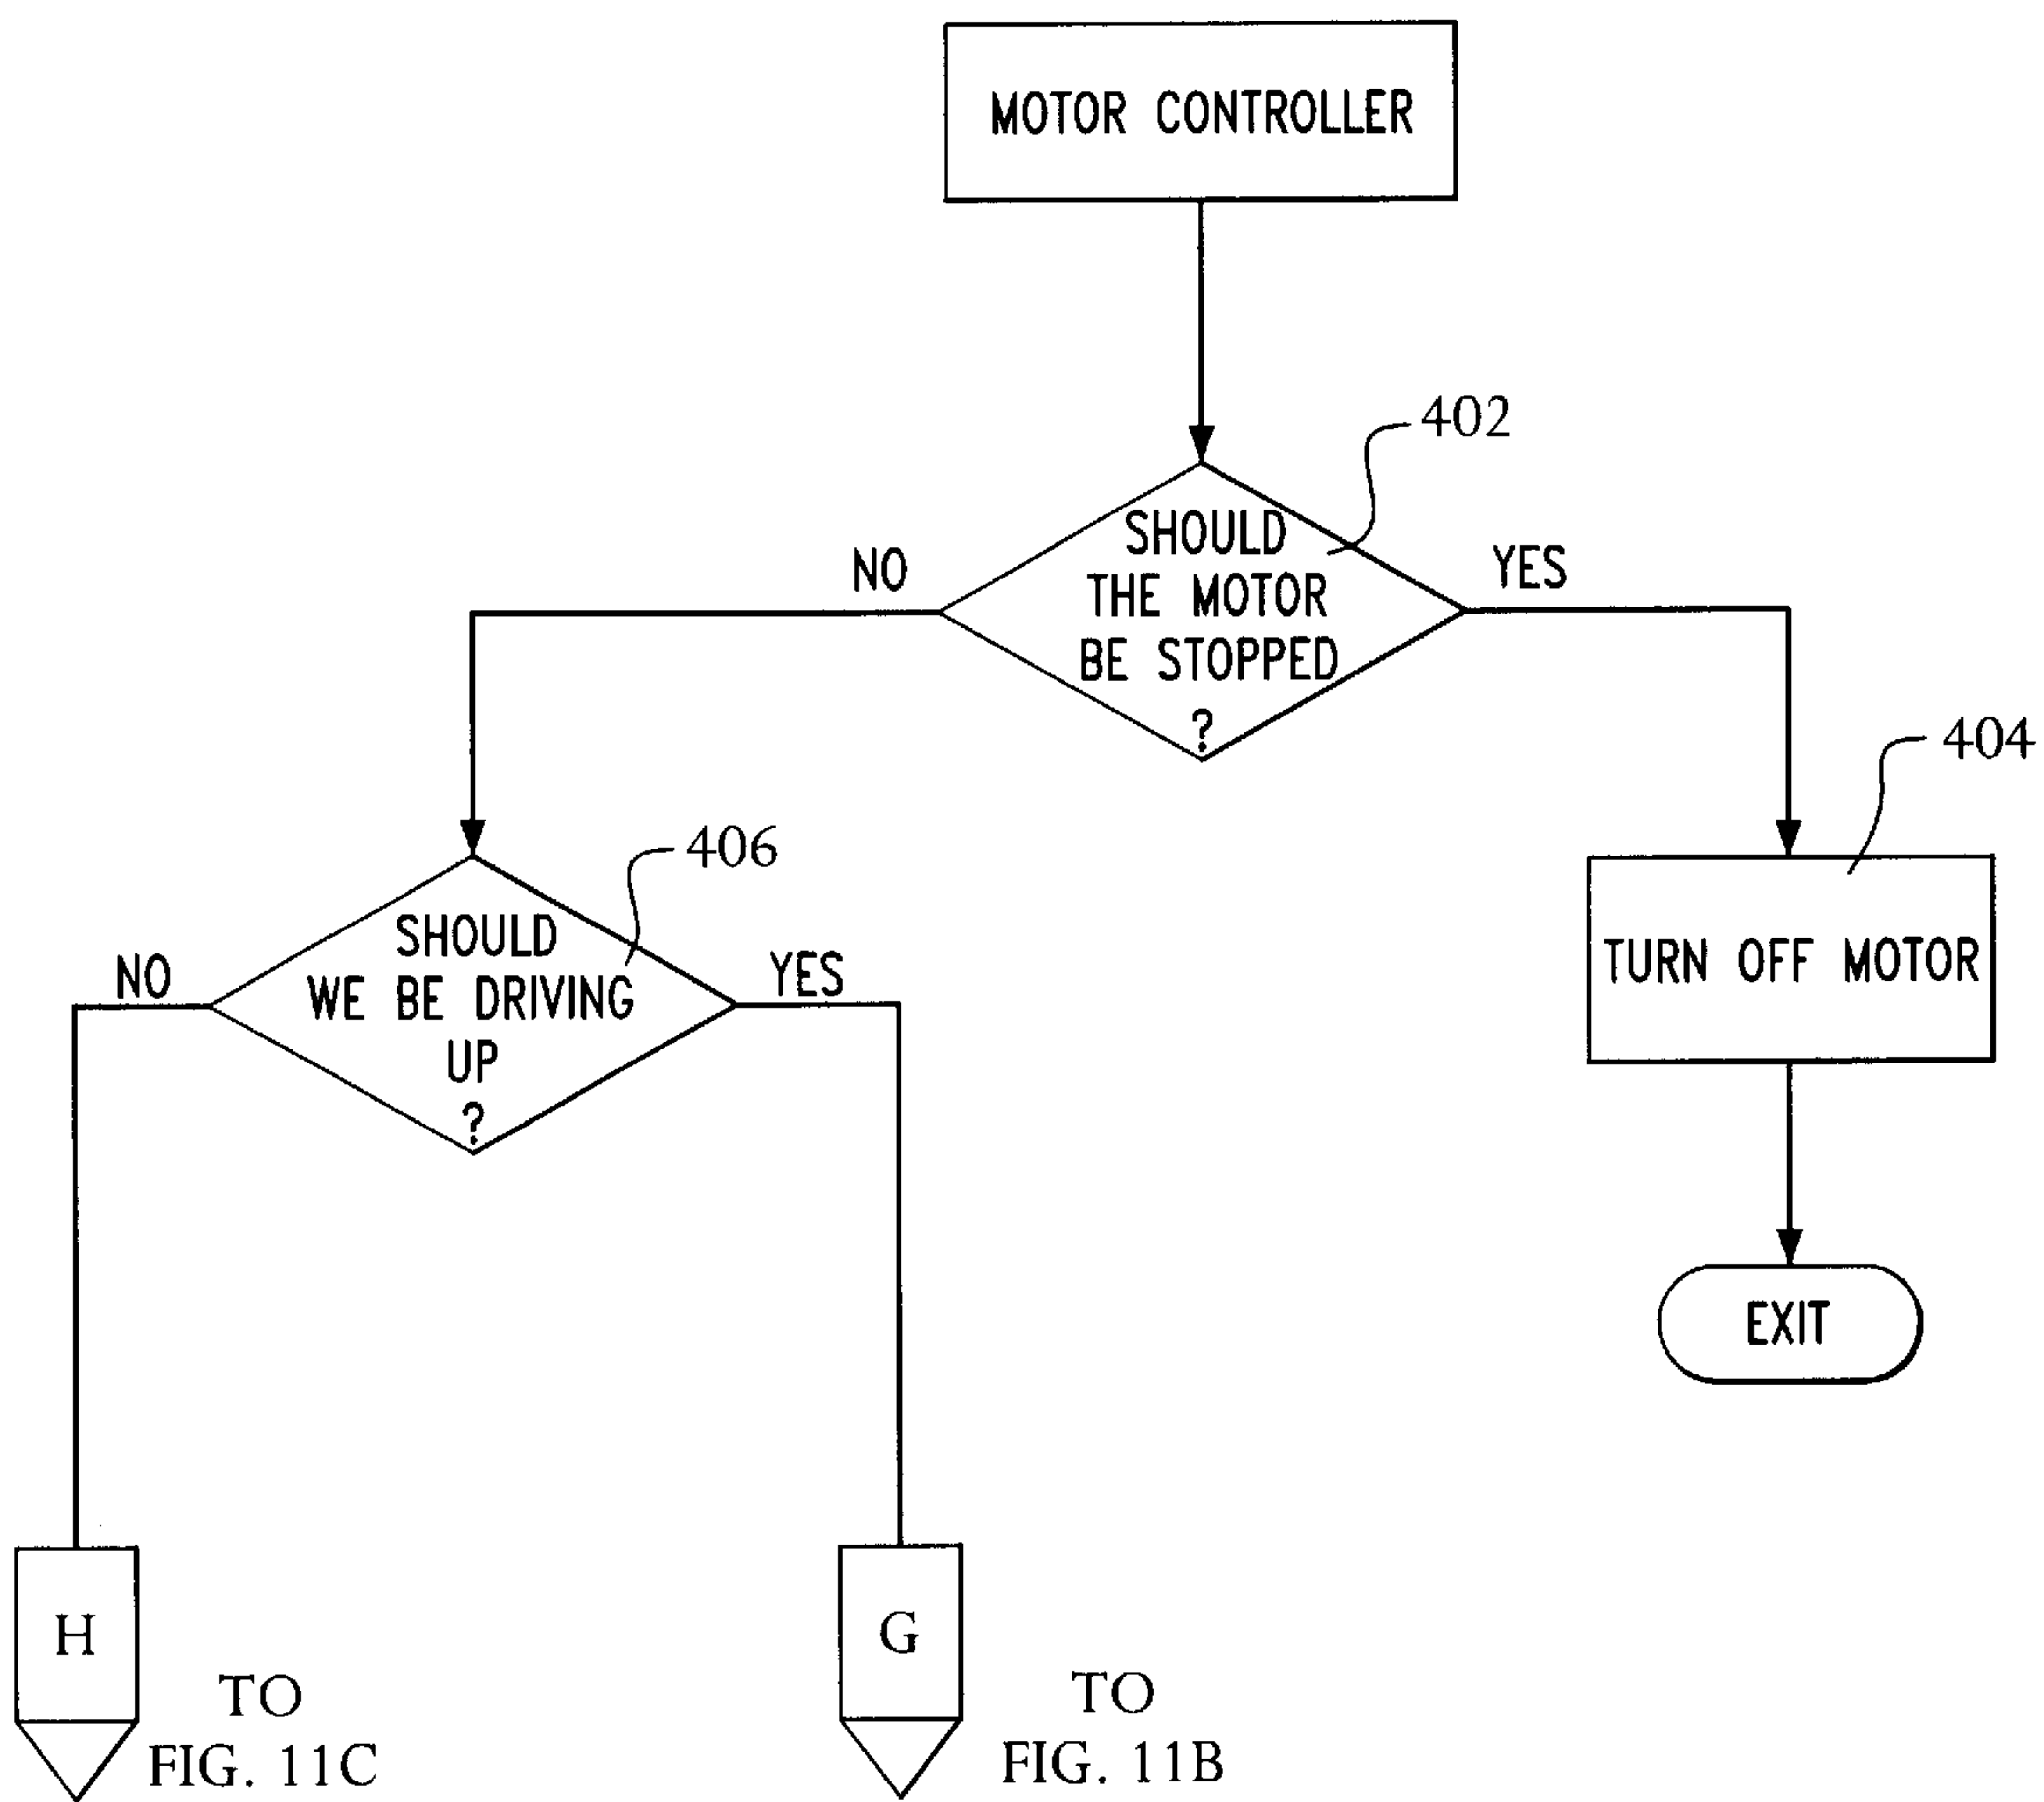 MOTOR CONTROLLER
402
SHOULD
THE MOTOR
BE STOPPED
?
NO
YES
404
406
SHOULD
WE BE DRIVING
UP
?
NO
YES
TURN OFF MOTOR
EXIT
H
TO
FIG. 11C
G
TO
FIG. 11B